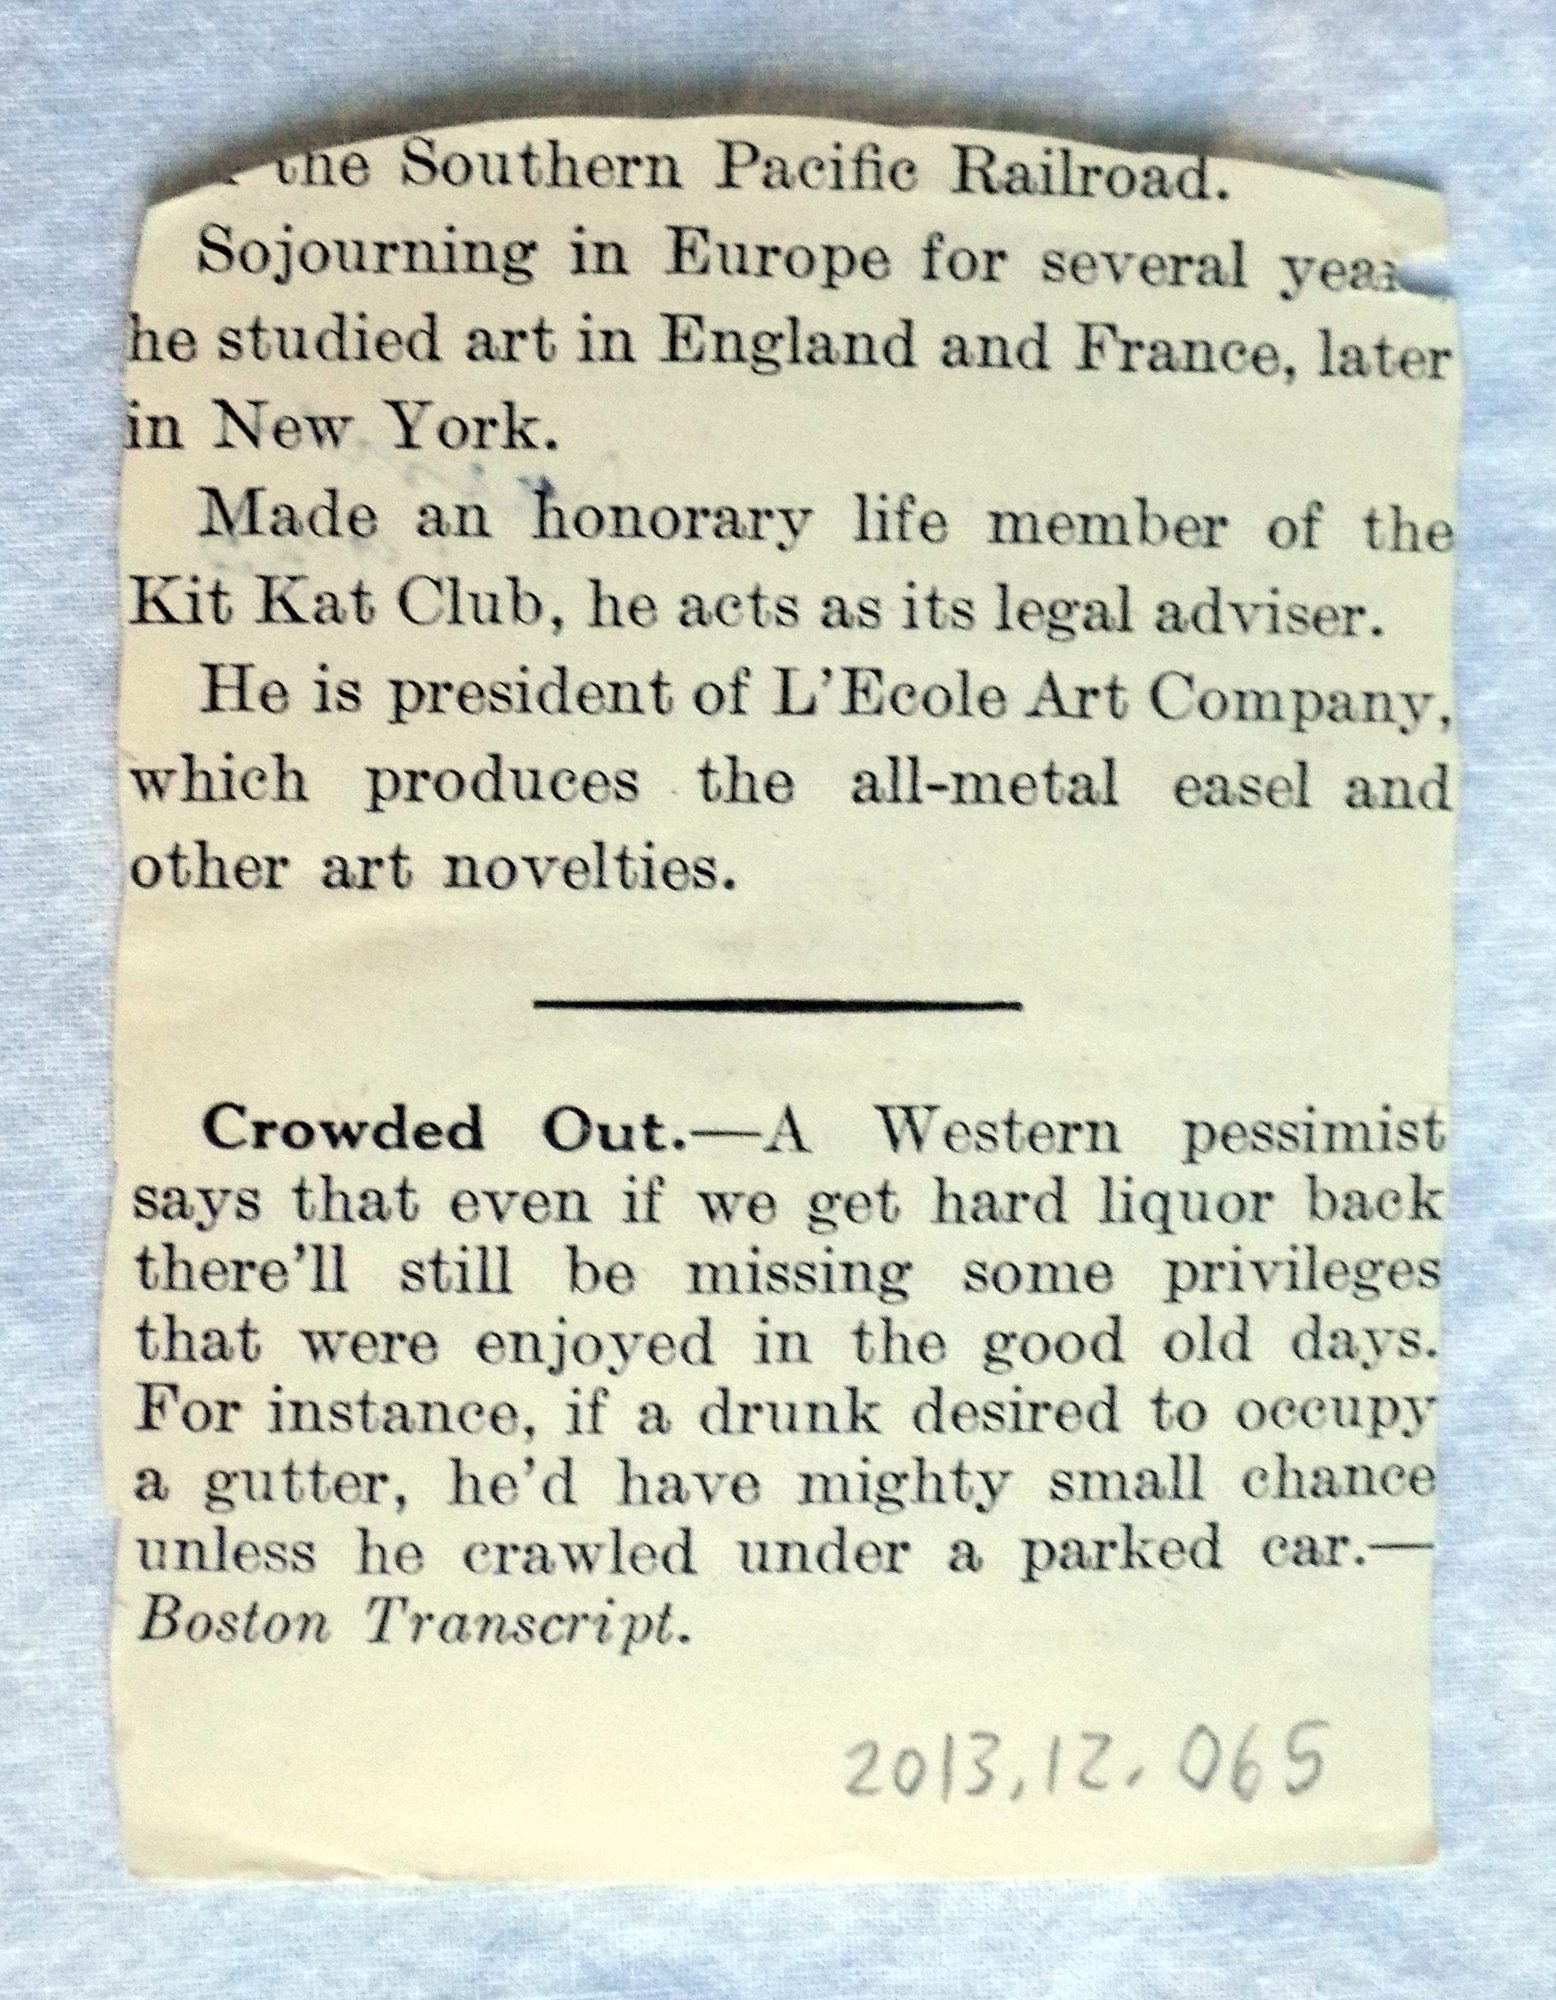 the Southern Pacific Railroad.
Sojourning in Europe for several
he studied art in England and France, later
in New York.
Made an honorary life member of the
Kit Kat Club, he acts as its legal adviser.
He is president of L'Ecole Art Company,
which produces the all-metal easel and
other art novelties.
Crowded Out.—A Western pessimist
says that even if we get hard liquor back
there'll still be missing some privileges
that were enjoyed in the good old days.
For instance, if a drunk desired to occupy
a gutter, he'd have mighty small chance
unless he crawled under a parked car.—
Boston Transcript.
2013.12.065